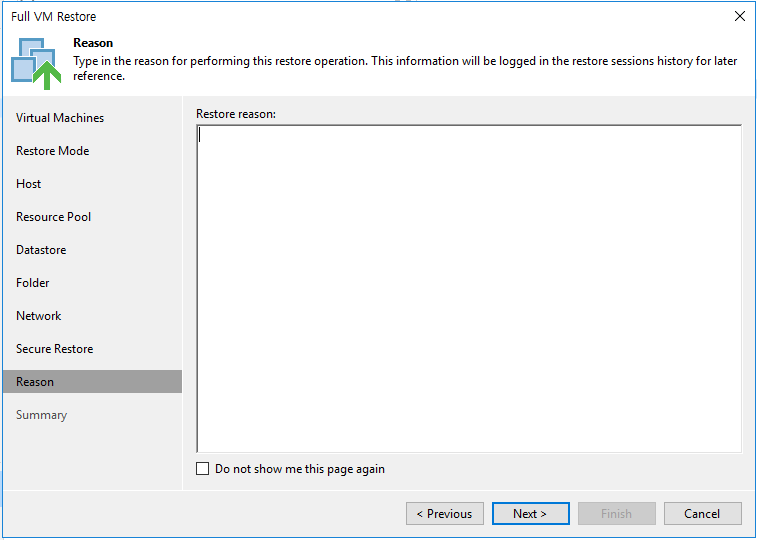 Full VM Restore
Reason
Type in the reason for performing this restore operation. This information will be logged in the restore sessions history for later
reference.
Virtual Machines
Restore Mode
Host
Resource Pool
Datastore
Folder
Network
Secure Restore
Reason
Summary
Restore reason:
Do not show me this page again
< Previous
Next >
Finish
Cancel